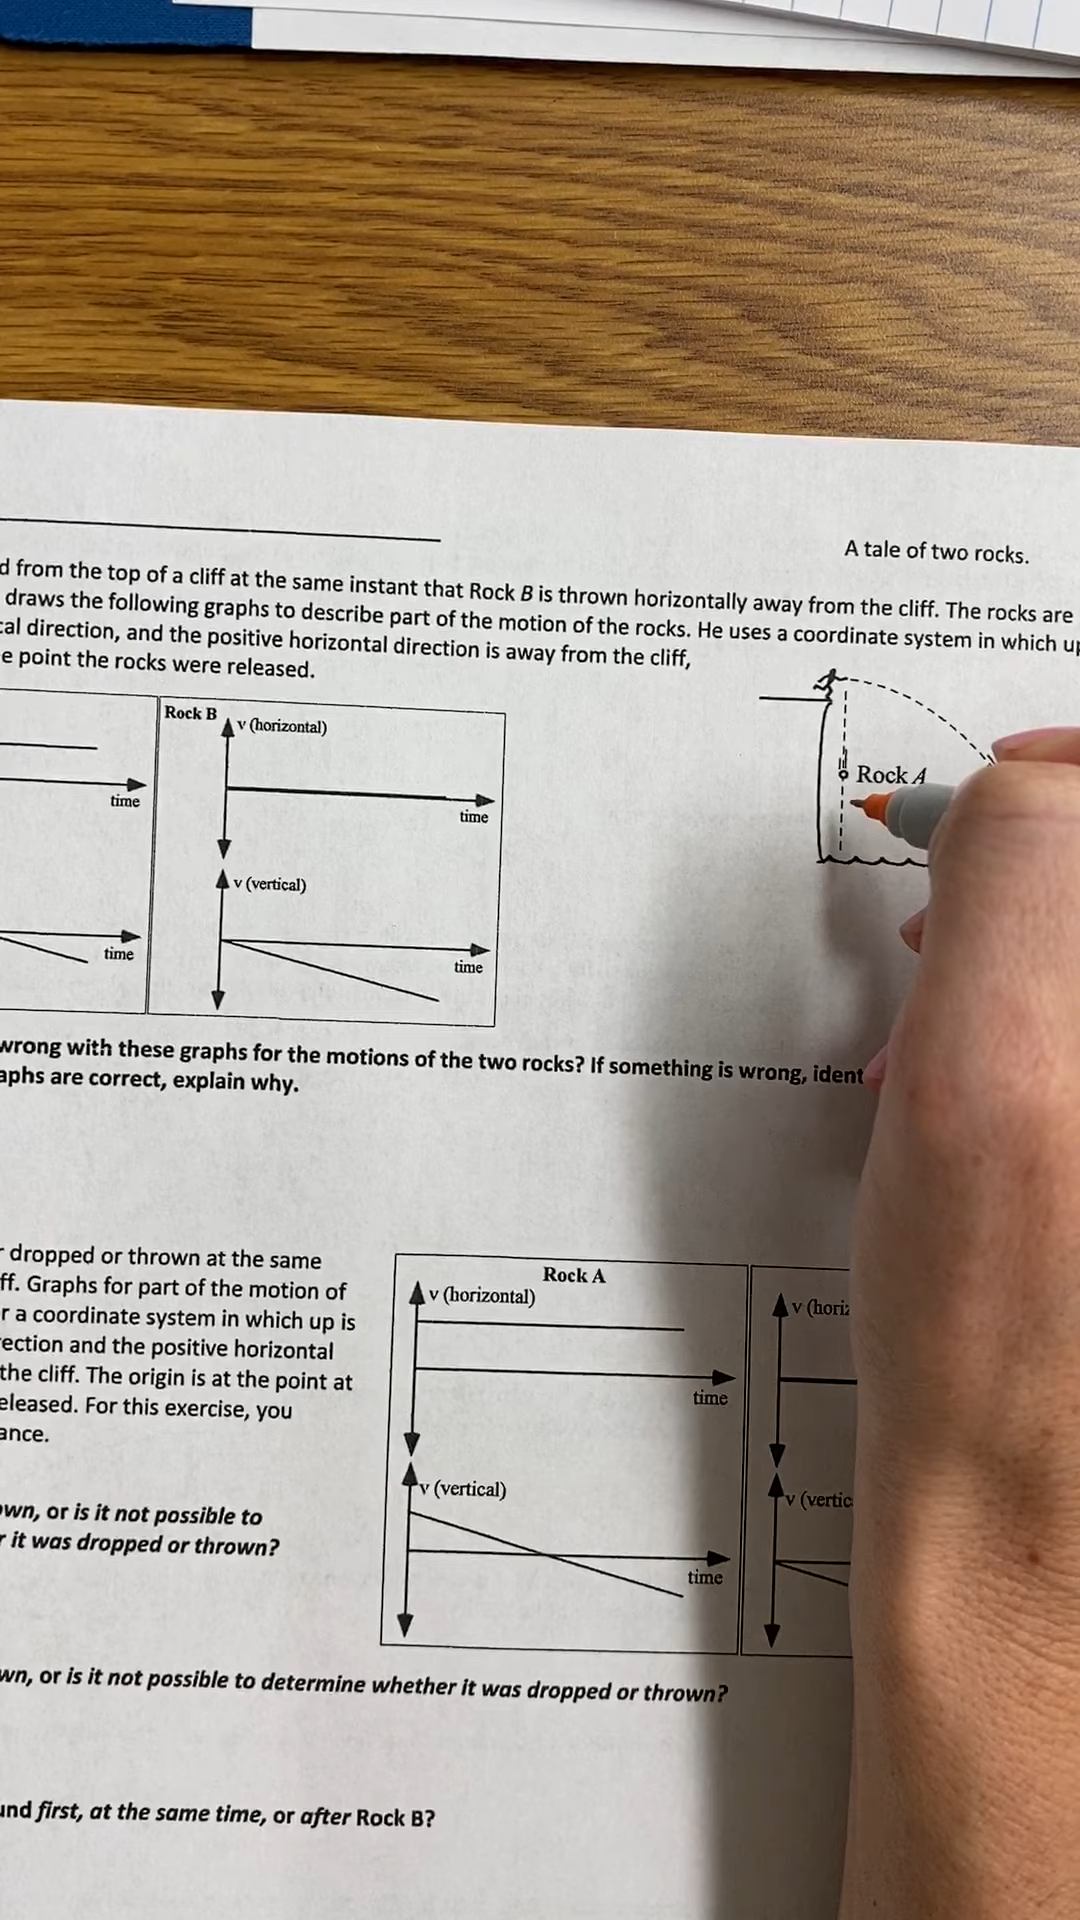 A tale of two rocks.
d from the top of a cliff at the same instant that Rock B is thrown horizontally away from the cliff. The rocks are
draws the following graphs to describe part of the motion of the rocks. He uses a coordinate system in which up
cal direction, and the positive horizontal direction is away from the cliff,
e point the rocks were released.
Rock B
v (horizontal)
time
time
v (vertical)
time
time
Rock A
wrong with these graphs for the motions of the two rocks? If something is wrong, ident
aphs are correct, explain why.
dropped or thrown at the same
ff. Graphs for part of the motion of
r a coordinate system in which up is
rection and the positive horizontal
the cliff. The origin is at the point at
eleased. For this exercise, you
ance.
own, or is it not possible to
r it was dropped or thrown?
Rock A
v (horizontal)
time
v (vertical)
time
v (horiz
v (vertic
wn, or is it not possible to determine whether it was dropped or thrown?
und first, at the same time, or after Rock B?